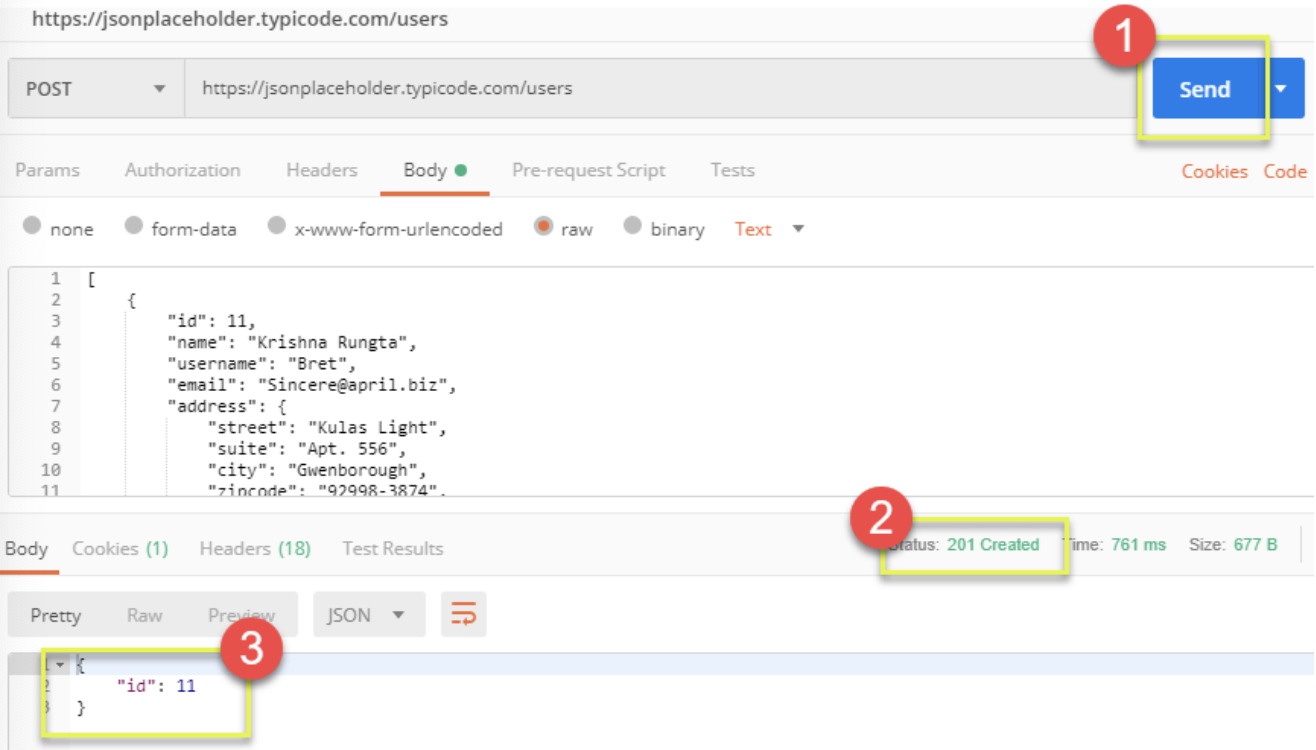 https://jsonplaceholder.typicode.com/users
1
POST https://jsonplaceholder.typicode.com/users Send
Params Authorization Headers Body Pre-request Script Tests Cookies Code
none form-data x-www-form-urlencoded raw binary Text
1 [
2 {
3 "id": 11,
4 "name": "Krishna Rungta",
5 "username": "Bret",
6 "email": "Sincere@april.biz",
7 "address": {
8 "street": "Kulas Light",
9 "suite": "Apt. 556",
10 "city": "Gwenborough",
11 "zipcode": "92998-3874",
2
Body Cookies (1) Headers (18) Test Results Status: 201 Created Time: 761 ms Size: 677 B
Pretty Raw Preview JSON
3
1 {
2 "id": 11
3 }